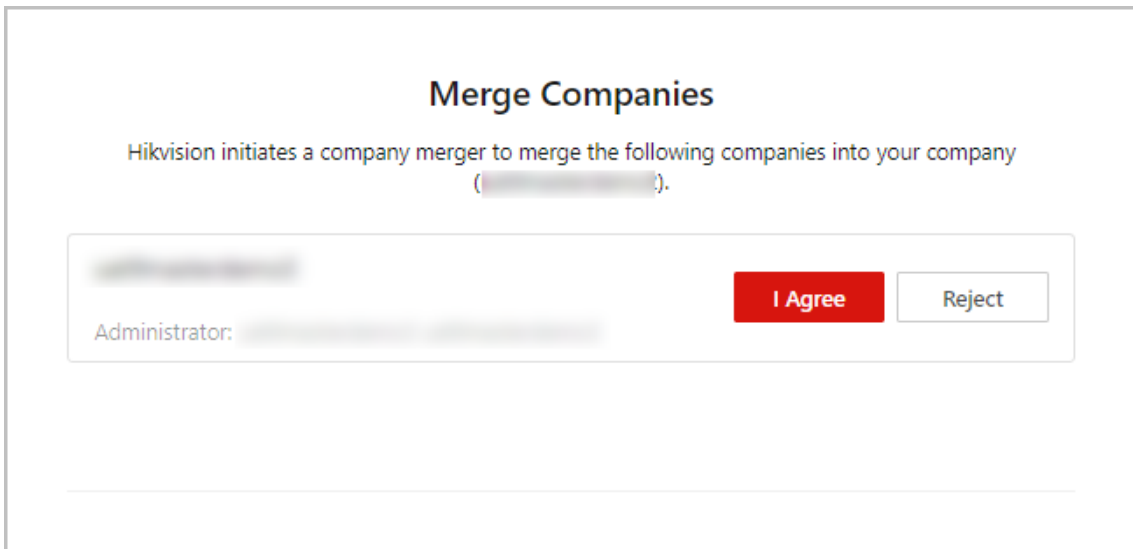 Merge Companies
Hikvision initiates a company merger to merge the following companies into your company
( ).
I Agree
Reject
Administrator: